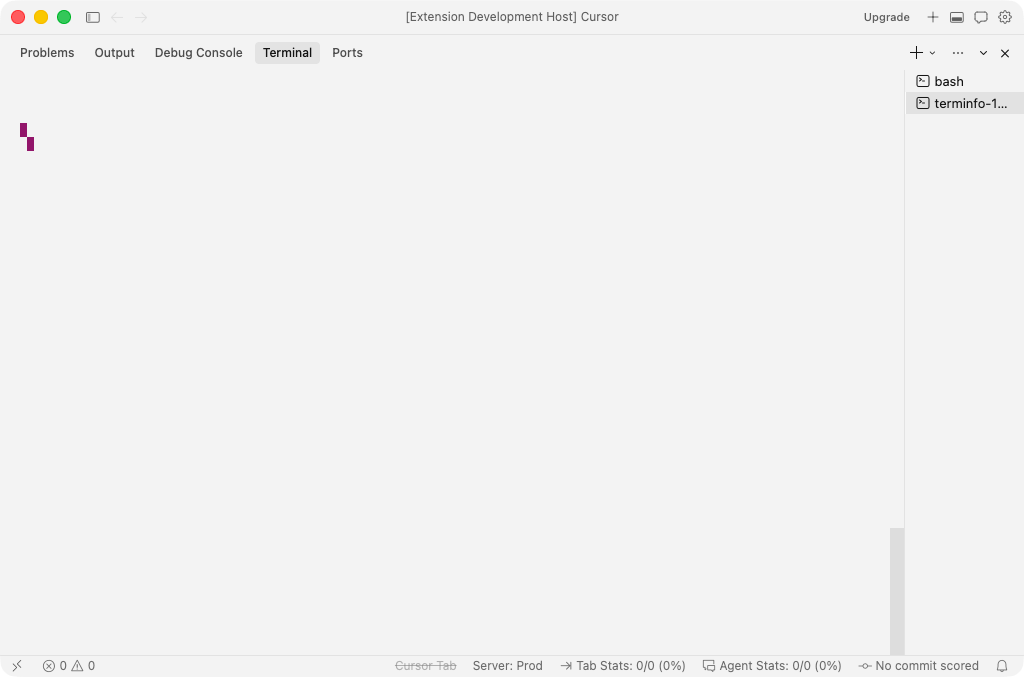 [Extension Development Host] Cursor
Upgrade
Problems Output Debug Console Terminal Ports
bash
terminfo-1...
0 0 Cursor Tab Server: Prod Tab Stats: 0/0 (0%) Agent Stats: 0/0 (0%) No commit scored